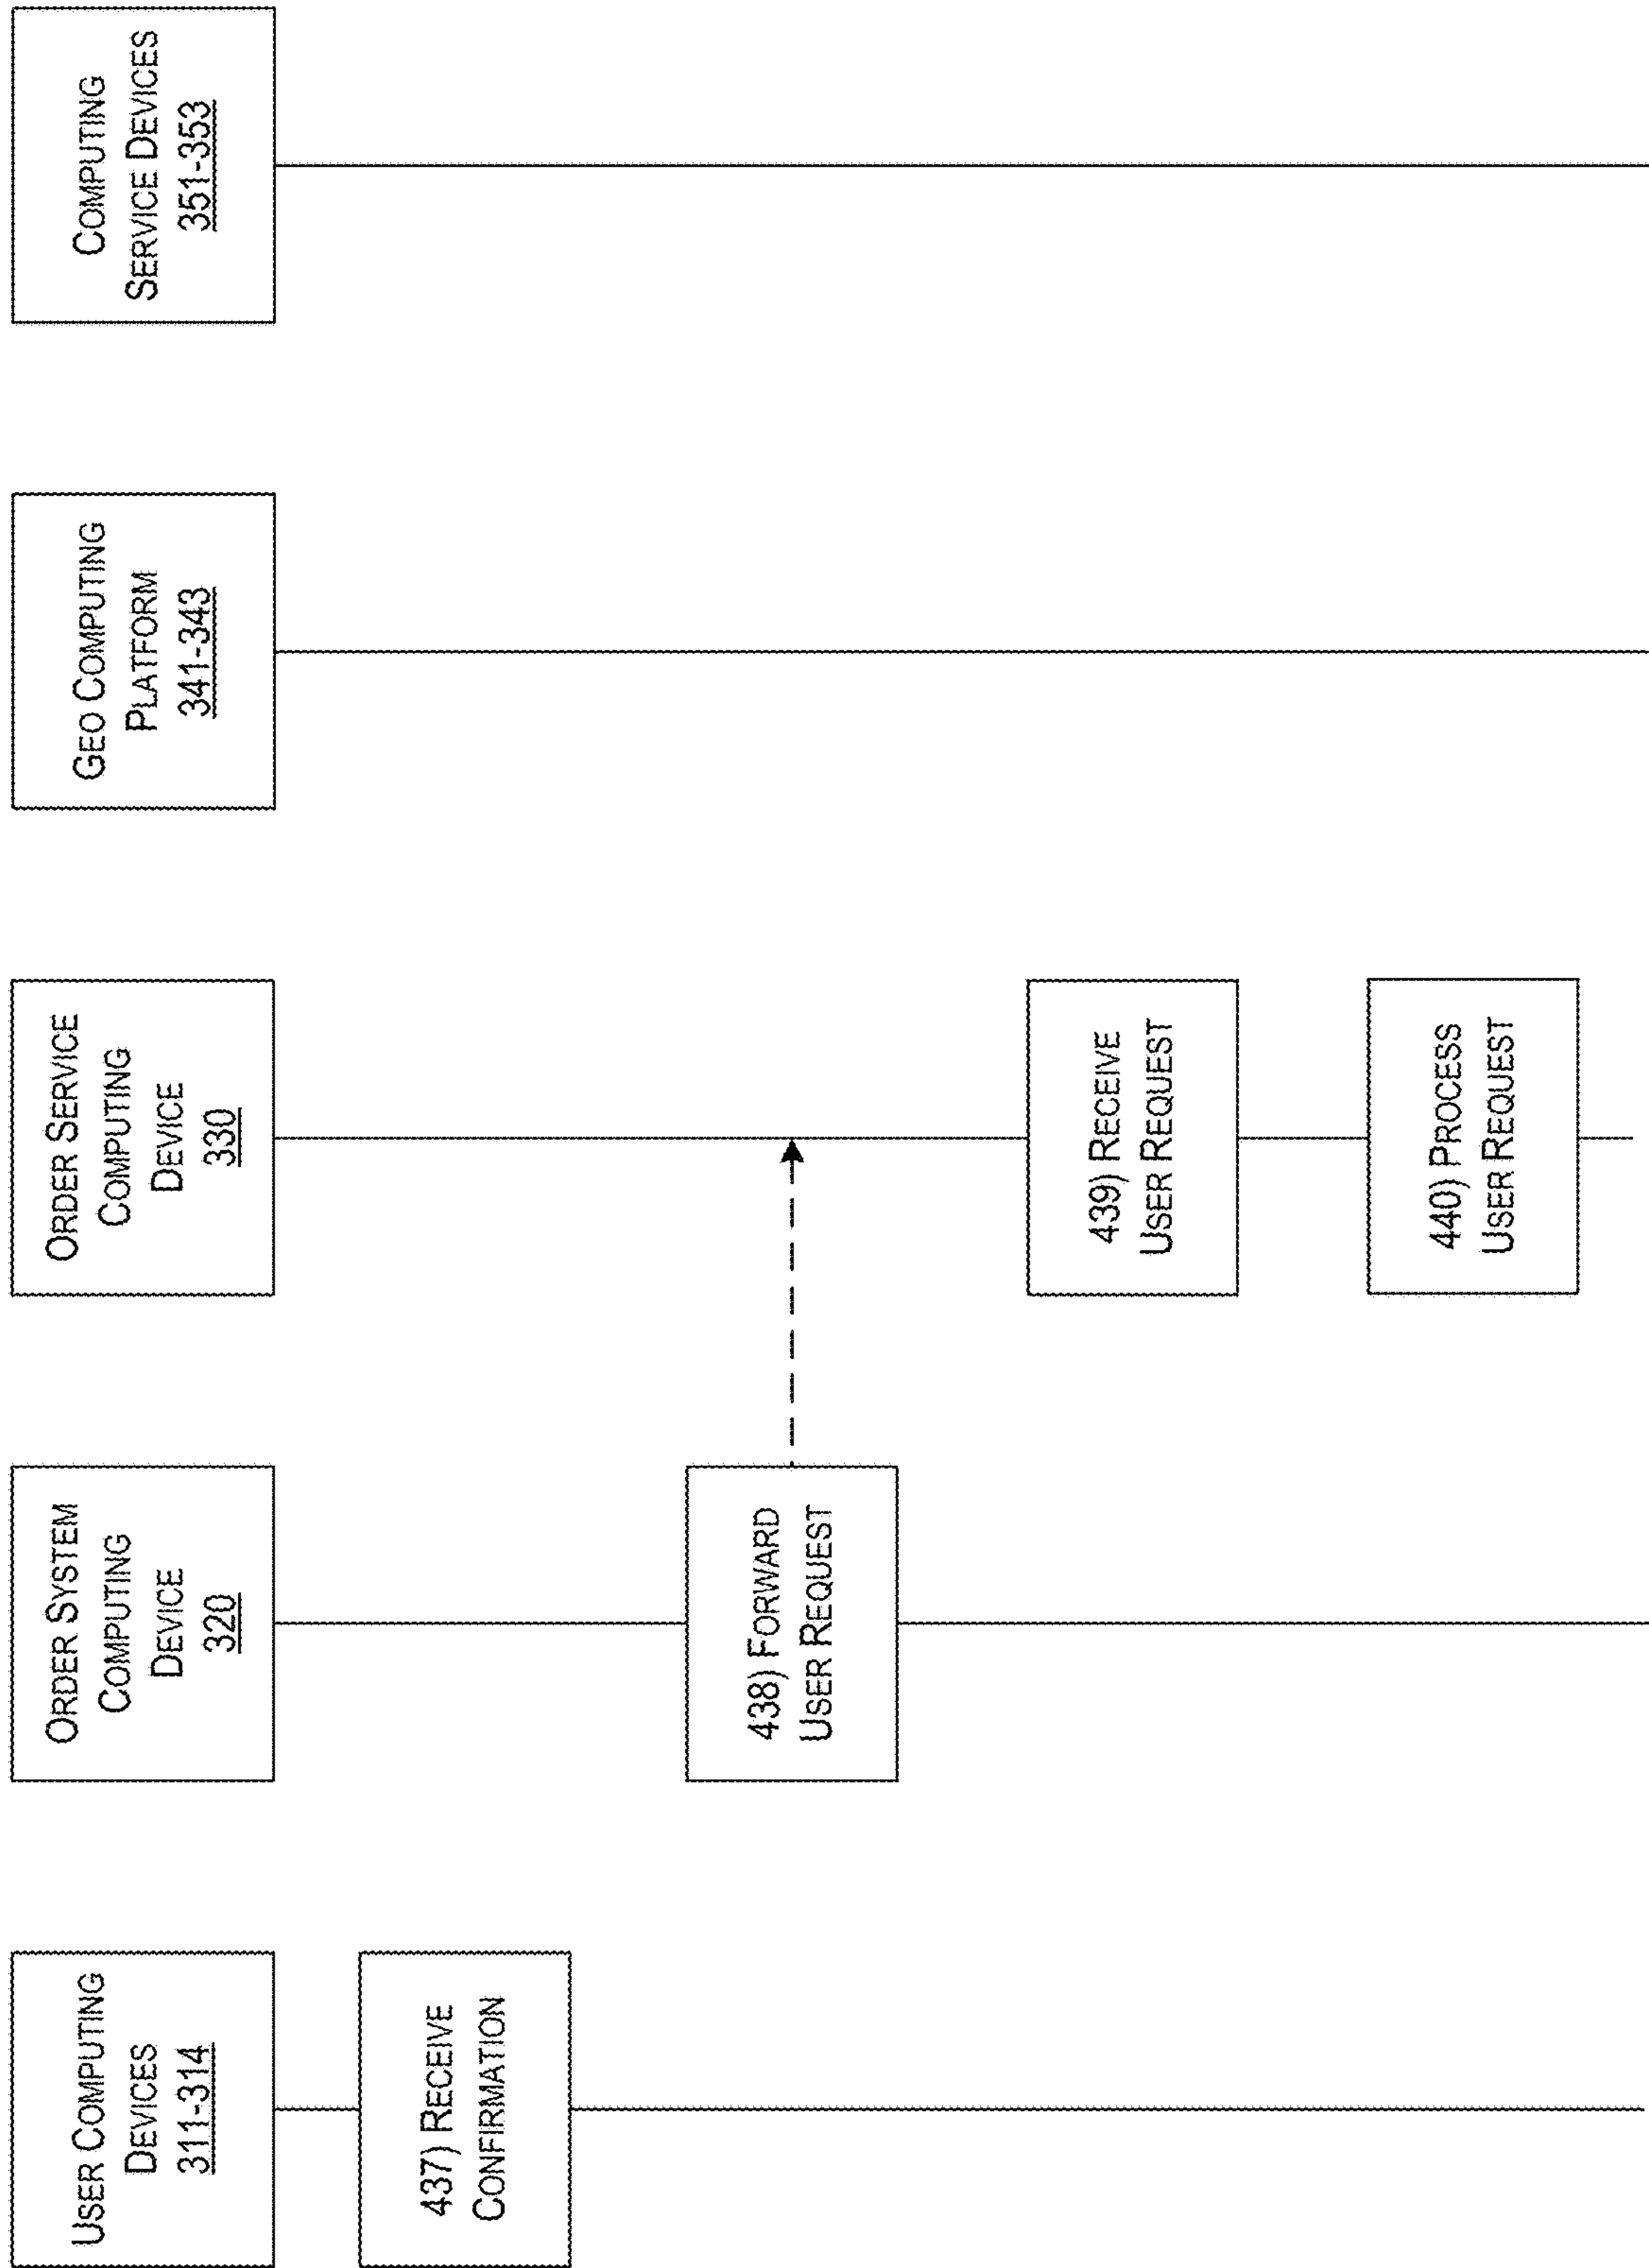 USER COMPUTING
DEVICES
311-314
ORDER SYSTEM
COMPUTING
DEVICE
320
ORDER SERVICE
COMPUTING
DEVICE
330
GEO COMPUTING
PLATFORM
341-343
COMPUTING
SERVICE DEVICES
351-353
437) RECEIVE
CONFIRMATION
438) FORWARD
USER REQUEST
439) RECEIVE
USER REQUEST
440) PROCESS
USER REQUEST